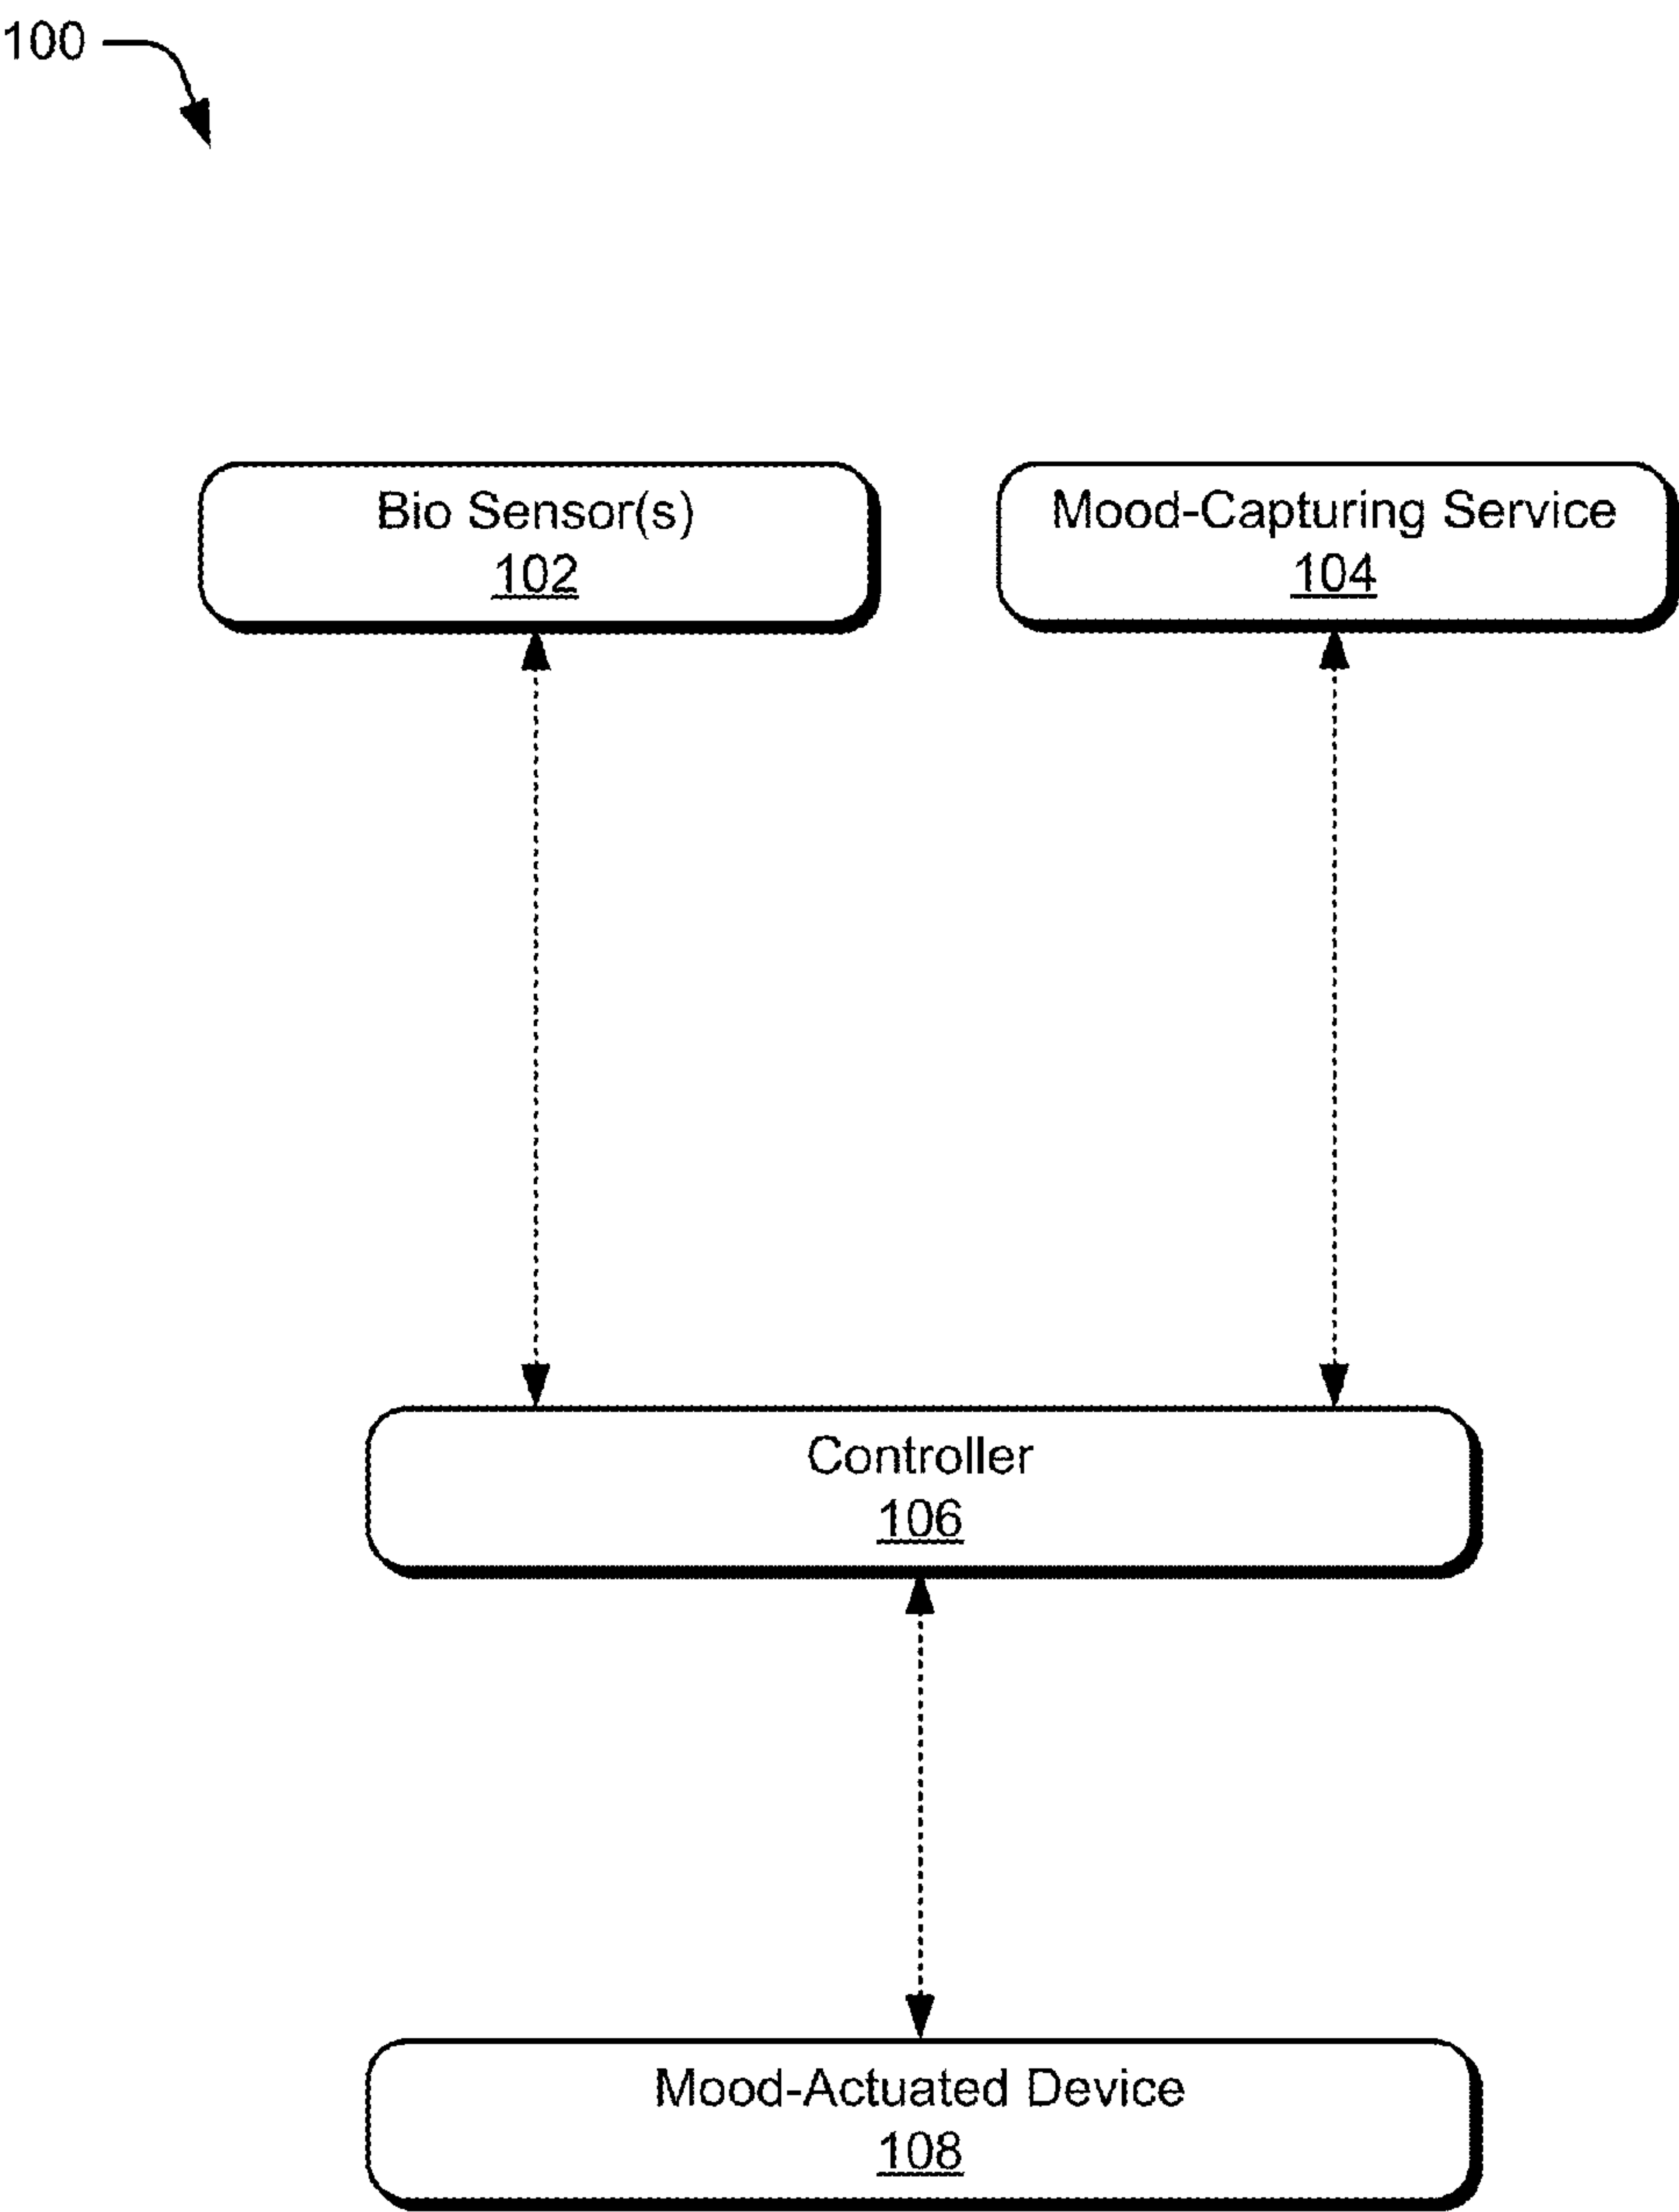 100
Bio Sensor(s)
102
Mood-Capturing Service
104
Controller
106
Mood-Actuated Device
108